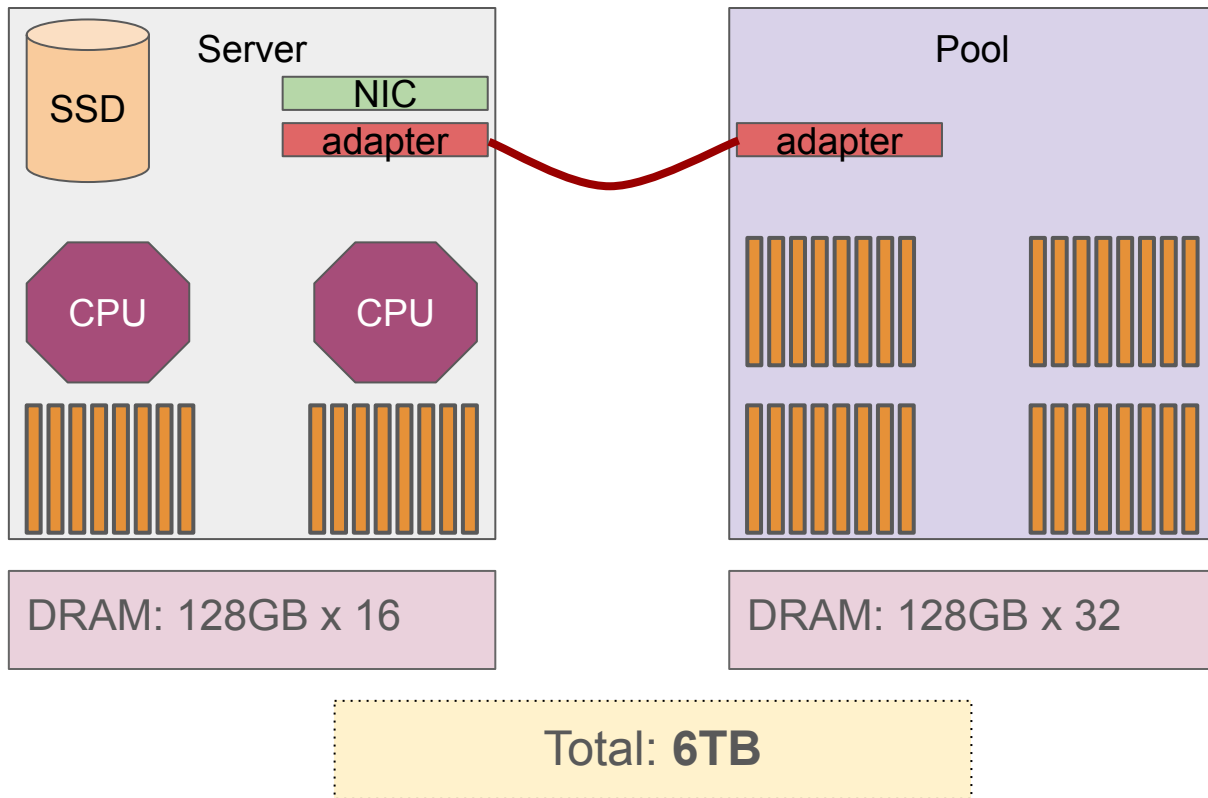 Server
Pool
SSD
NIC
adapter
adapter
CPU
CPU
DRAM: 128GB x 16
DRAM: 128GB x 32
Total: 6TB